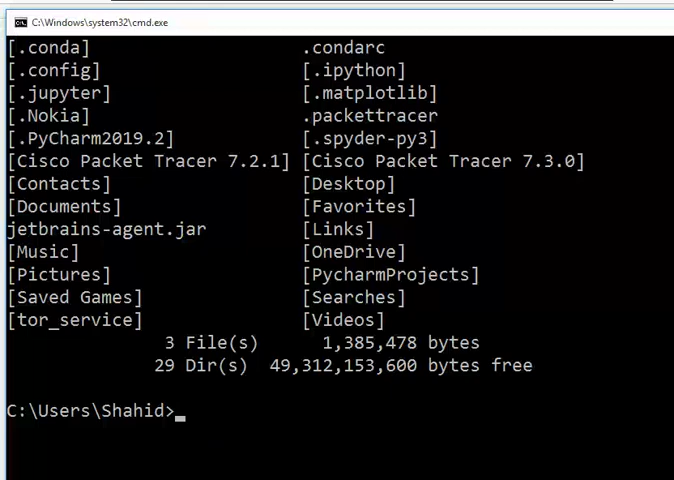 C:\Windows\system32\cmd.exe
[.conda] .condarc
[.config] [.ipython]
[.jupyter] [.matplotlib]
[.Nokia] .packettracer
[.PyCharm2019.2] [.spyder-py3]
[Cisco Packet Tracer 7.2.1] [Cisco Packet Tracer 7.3.0]
[Contacts] [Desktop]
[Documents] [Favorites]
jetbrains-agent.jar [Links]
[Music] [OneDrive]
[Pictures] [PycharmProjects]
[Saved Games] [Searches]
[tor_service] [Videos]
3 File(s) 1,385,478 bytes
29 Dir(s) 49,312,153,600 bytes free
C:\Users\Shahid>